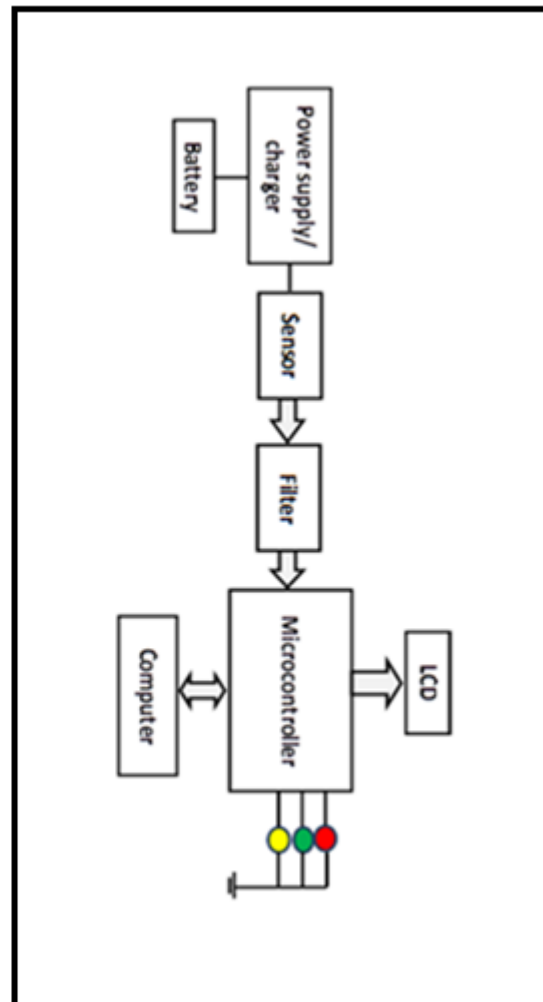 Power supply/
charger
Battery
Sensor
Filter
Microcontroller
LCD
Computer